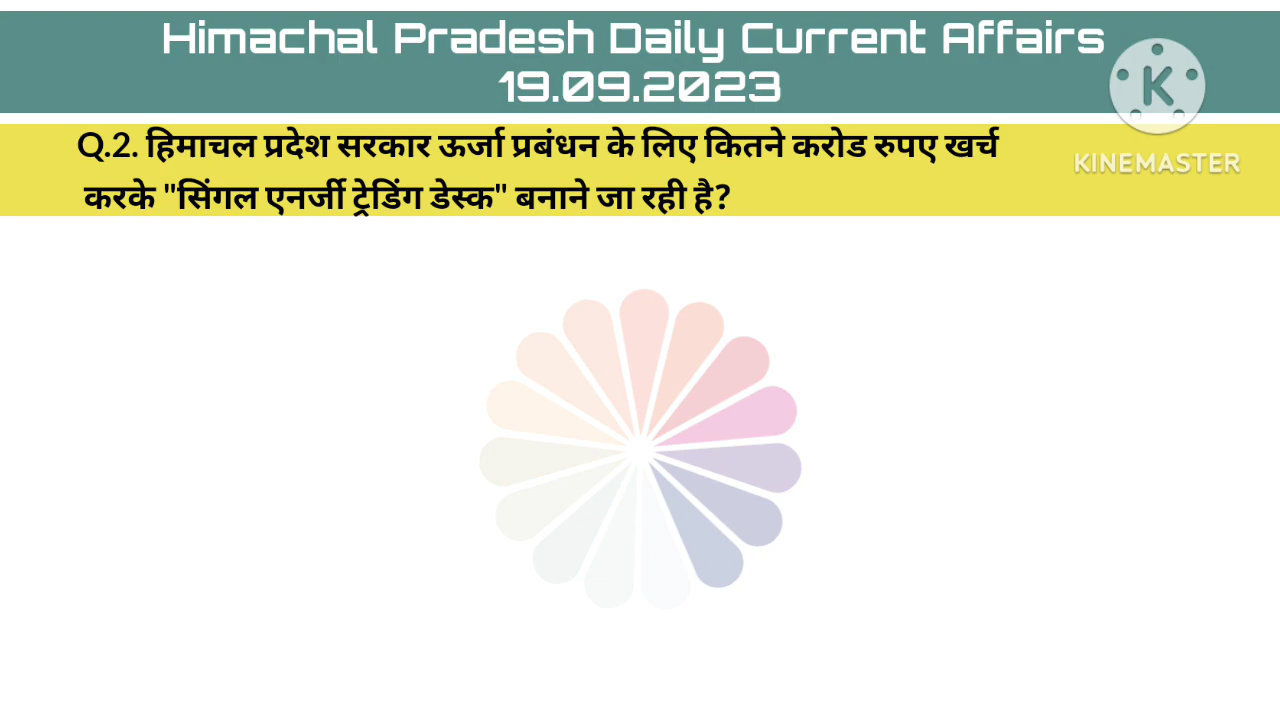 Himachal Pradesh Daily Current Affairs
19.09.2023
Q.2. हिमाचल प्रदेश सरकार ऊर्जा प्रबंधन के लिए कितने करोड रुपए खर्च
करके "सिंगल एनर्जी ट्रेडिंग डेस्क" बनाने जा रही है?
K
KINEMASTER